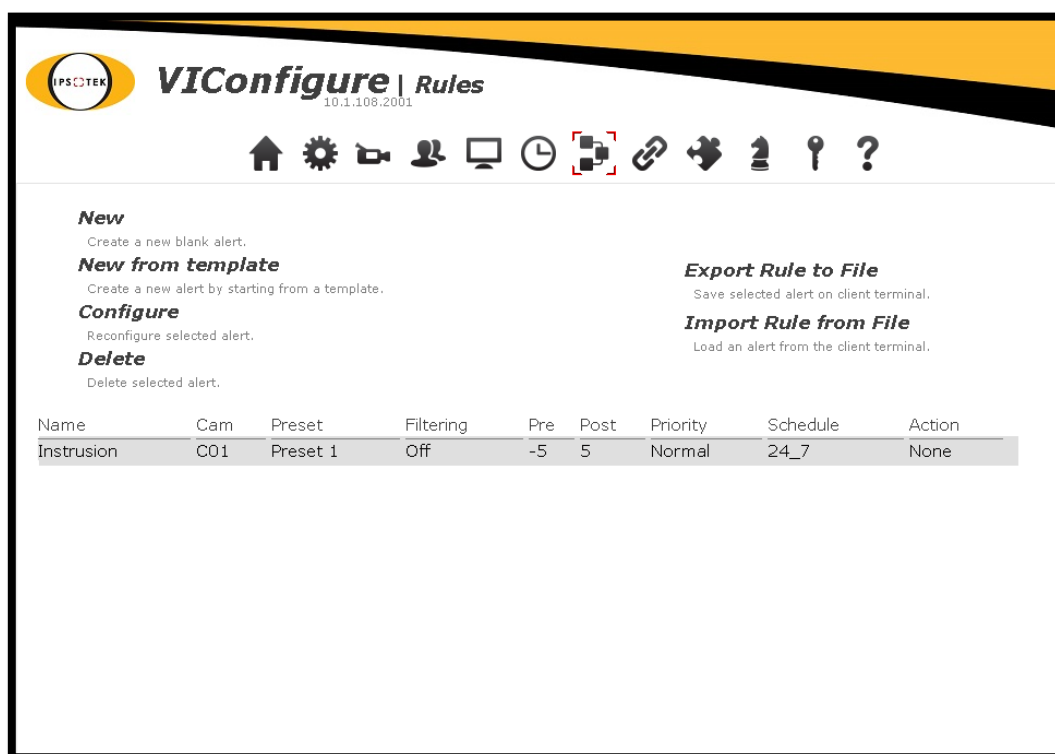 IPSOTEK
VIConfigure | Rules
10.1.108.2001
?
New
Create a new blank alert.
New from template
Create a new alert by starting from a template.
Configure
Reconfigure selected alert.
Delete
Delete selected alert.
Export Rule to File
Save selected alert on client terminal.
Import Rule from File
Load an alert from the client terminal.
Name Cam Preset Filtering Pre Post Priority Schedule Action
Instrusion C01 Preset 1 Off -5 5 Normal 24_7 None